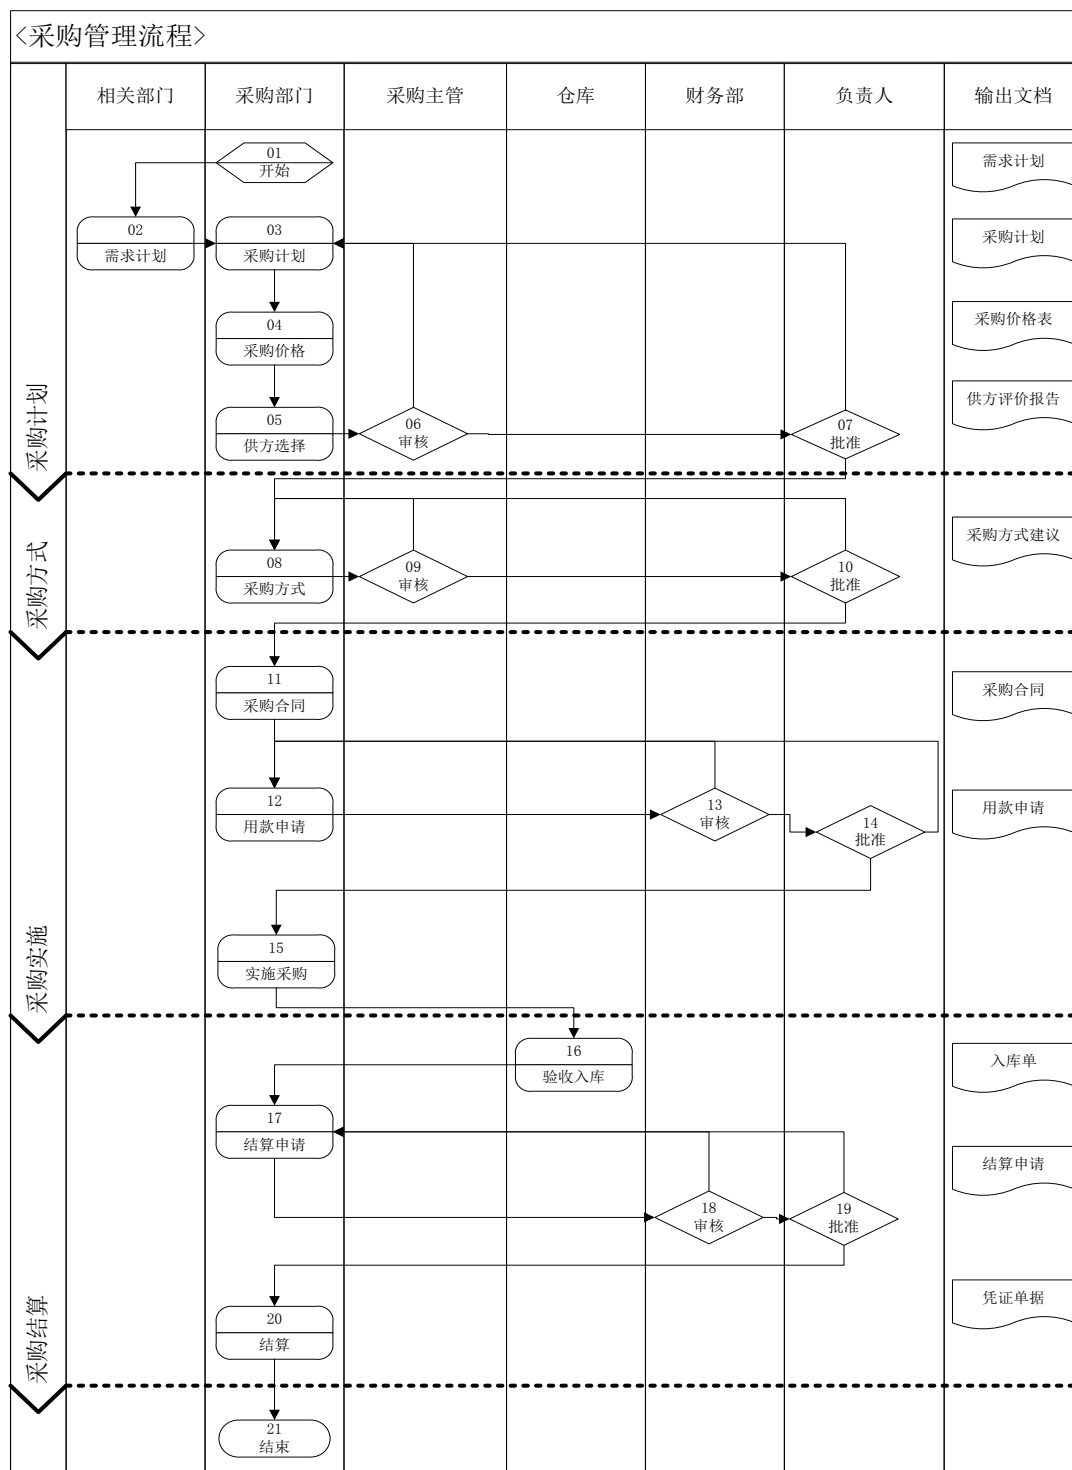 <采购管理流程>
相关部门
采购部门
采购主管
仓库
财务部
负责人
输出文档
采购计划
01
开始
需求计划
02
需求计划
03
采购计划
采购计划
04
采购价格
采购价格表
05
供方选择
06
审核
07
批准
供方评价报告
采购方式
08
采购方式
09
审核
10
批准
采购方式建议
采购实施
11
采购合同
采购合同
12
用款申请
13
审核
14
批准
用款申请
15
实施采购
采购结算
16
验收入库
入库单
17
结算申请
结算申请
18
审核
19
批准
20
结算
凭证单据
21
结束